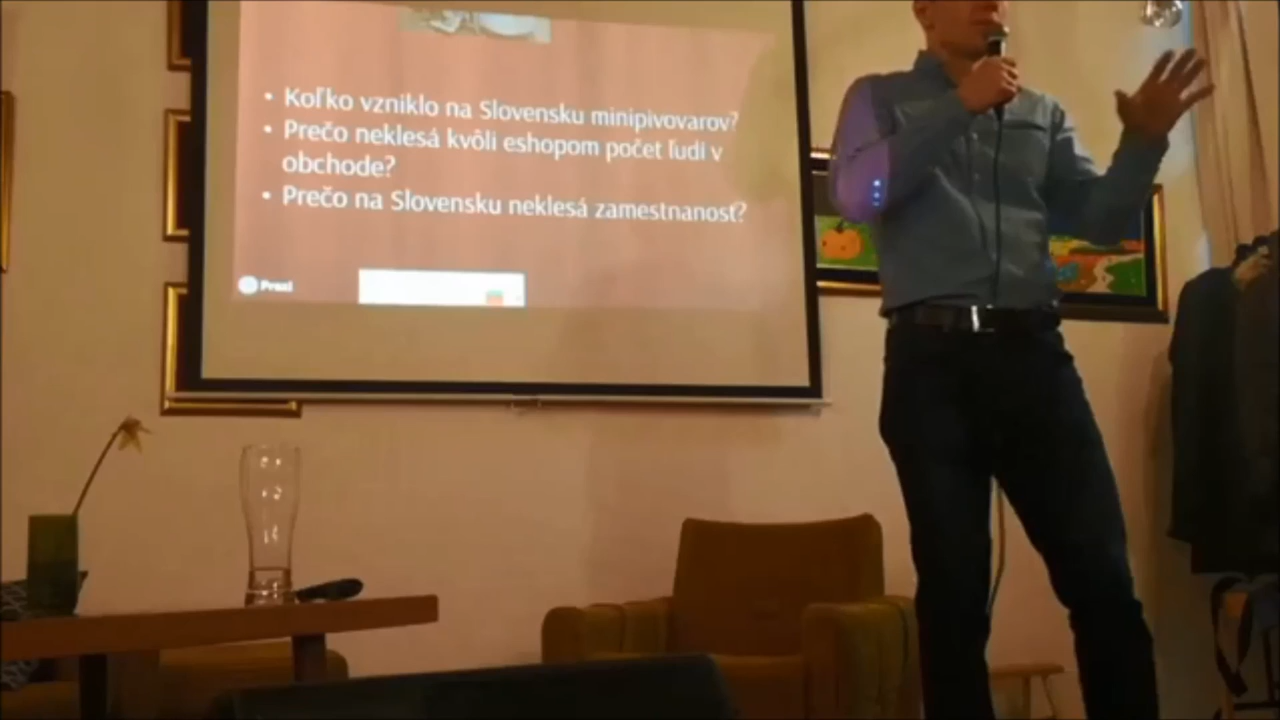 • Koľko vzniklo na Slovensku minipivovarov?
• Prečo neklesá kvôli eshopom počet ľudí v
obchode?
• Prečo na Slovensku neklesá zamestnanosť?
Prezi